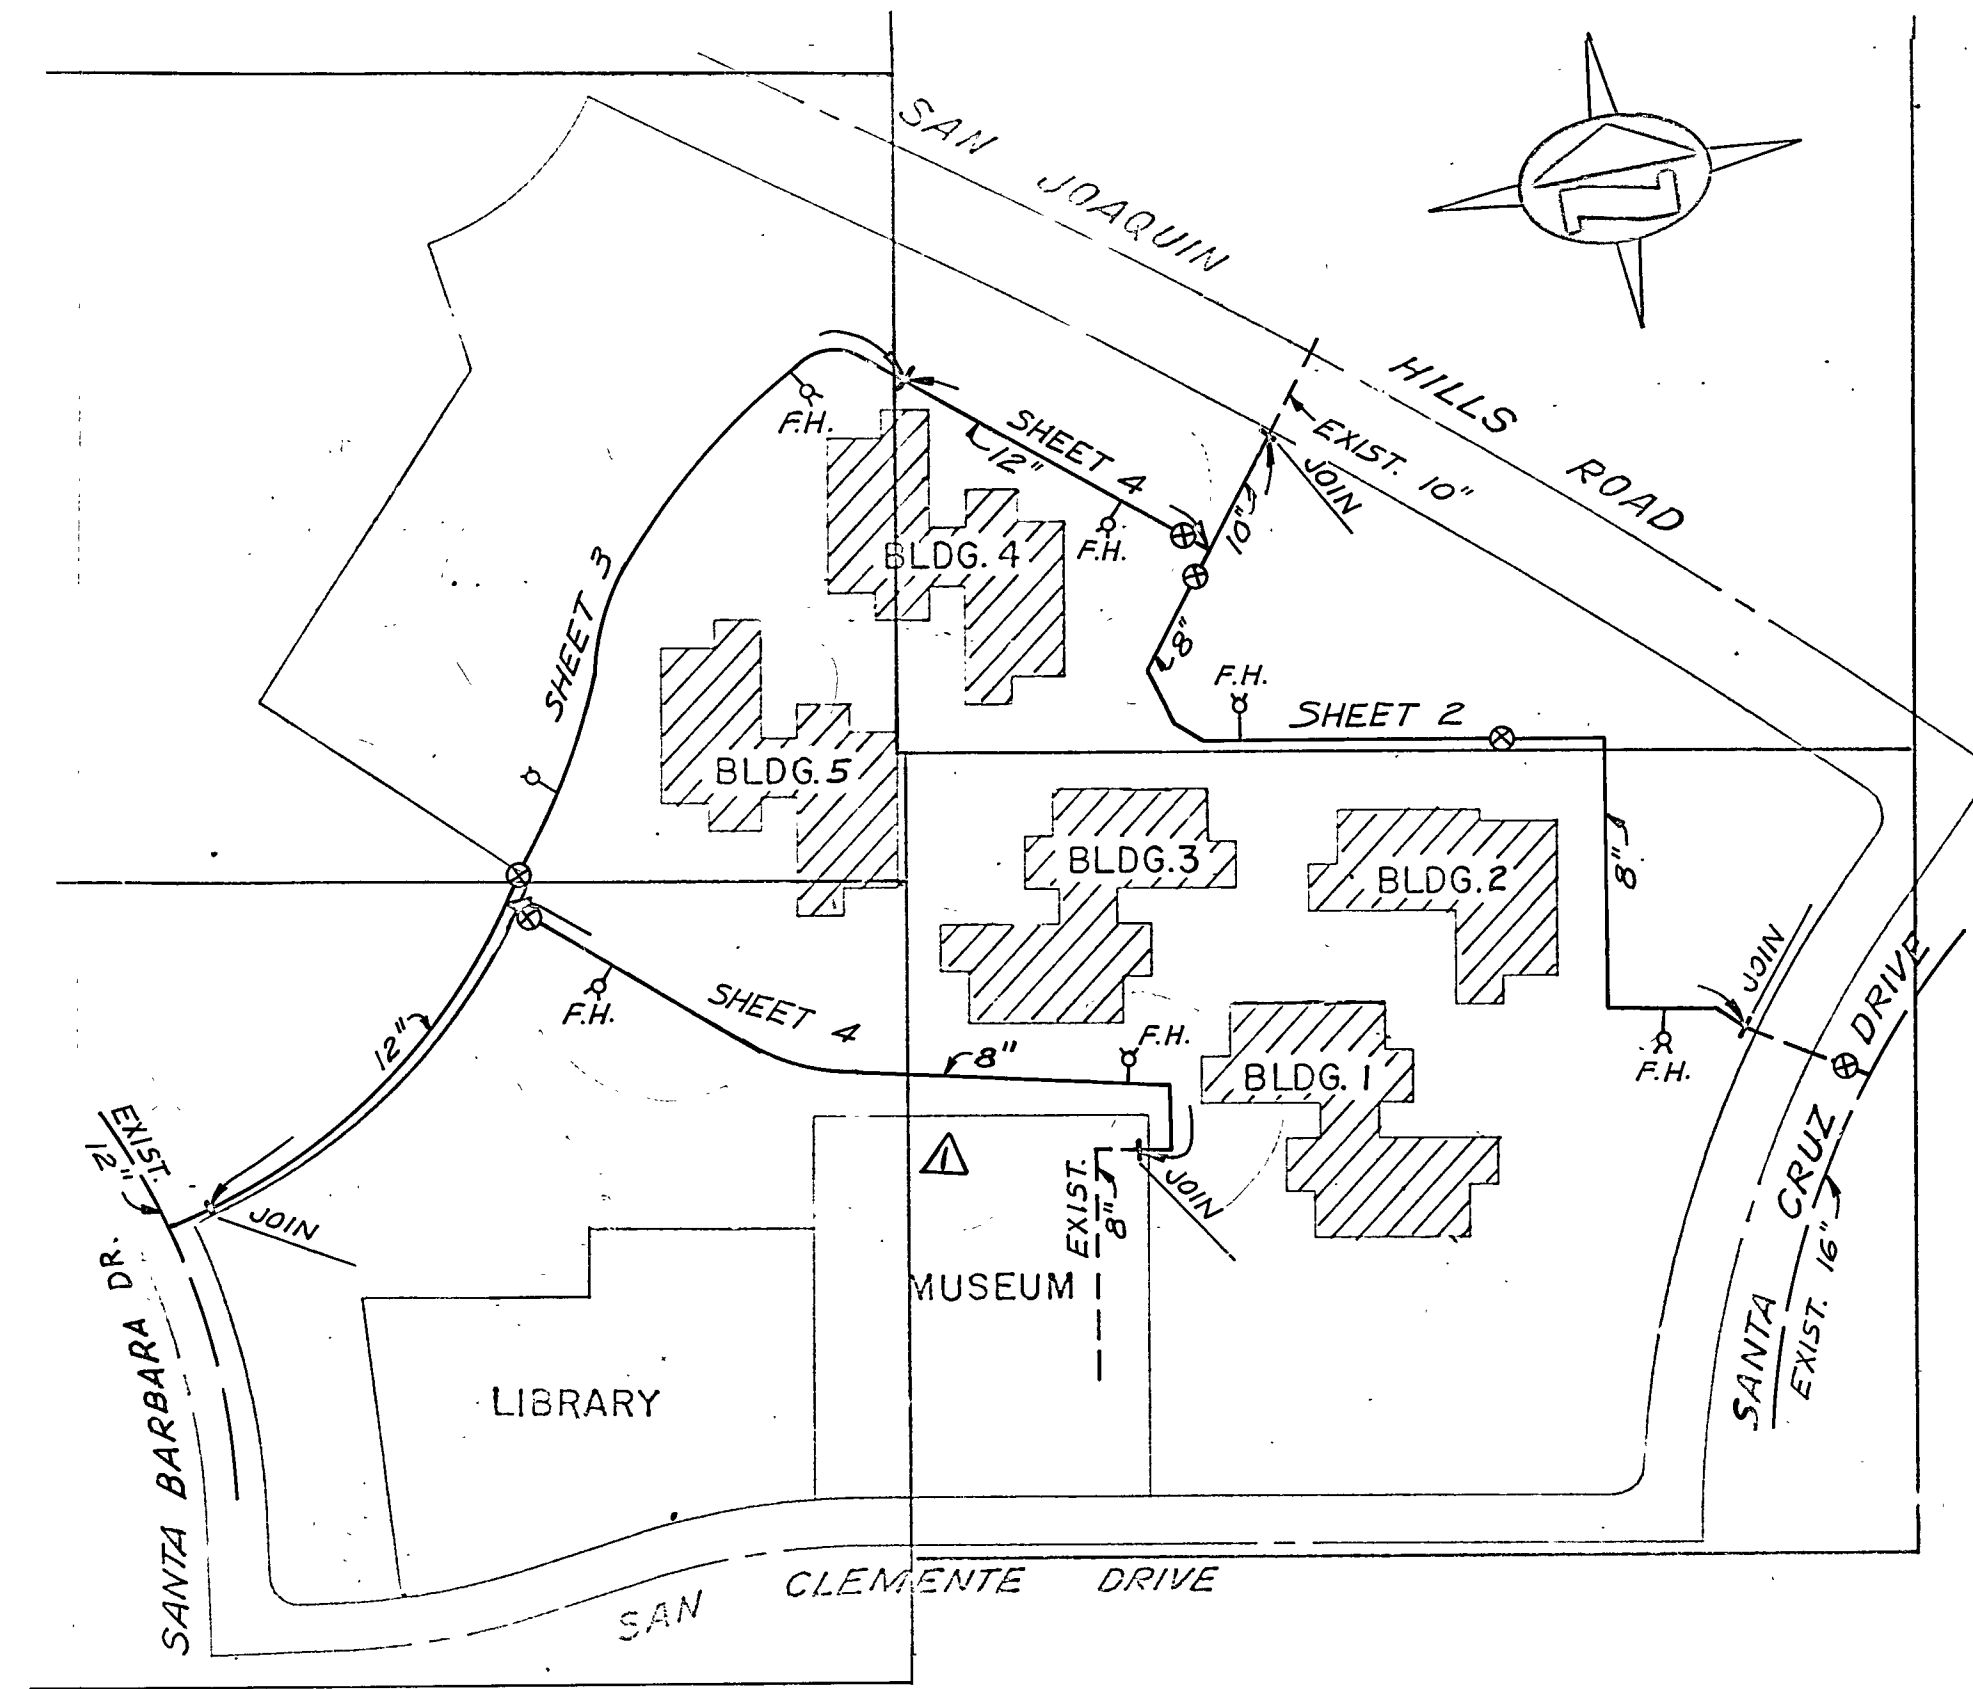 SAN JOAQUIN HILLS ROAD
F.H.
SHEET 4
12"
EXIST. 10"
JOIN
10"
F.H.
BLDG. 4
SHEET 3
8"
F.H.
SHEET 2
BLDG. 5
BLDG. 3
BLDG. 2
8"
JOIN
SHEET 4
F.H.
12"
8"
F.H.
BLDG. 1
F.H.
SANTA CRUZ DRIVE
EXIST. 16"
EXIST.
12"
JOIN
1
EXIST.
8"
JOIN
MUSEUM
LIBRARY
SANTA BARBARA DR.
SAN CLEMENTE DRIVE